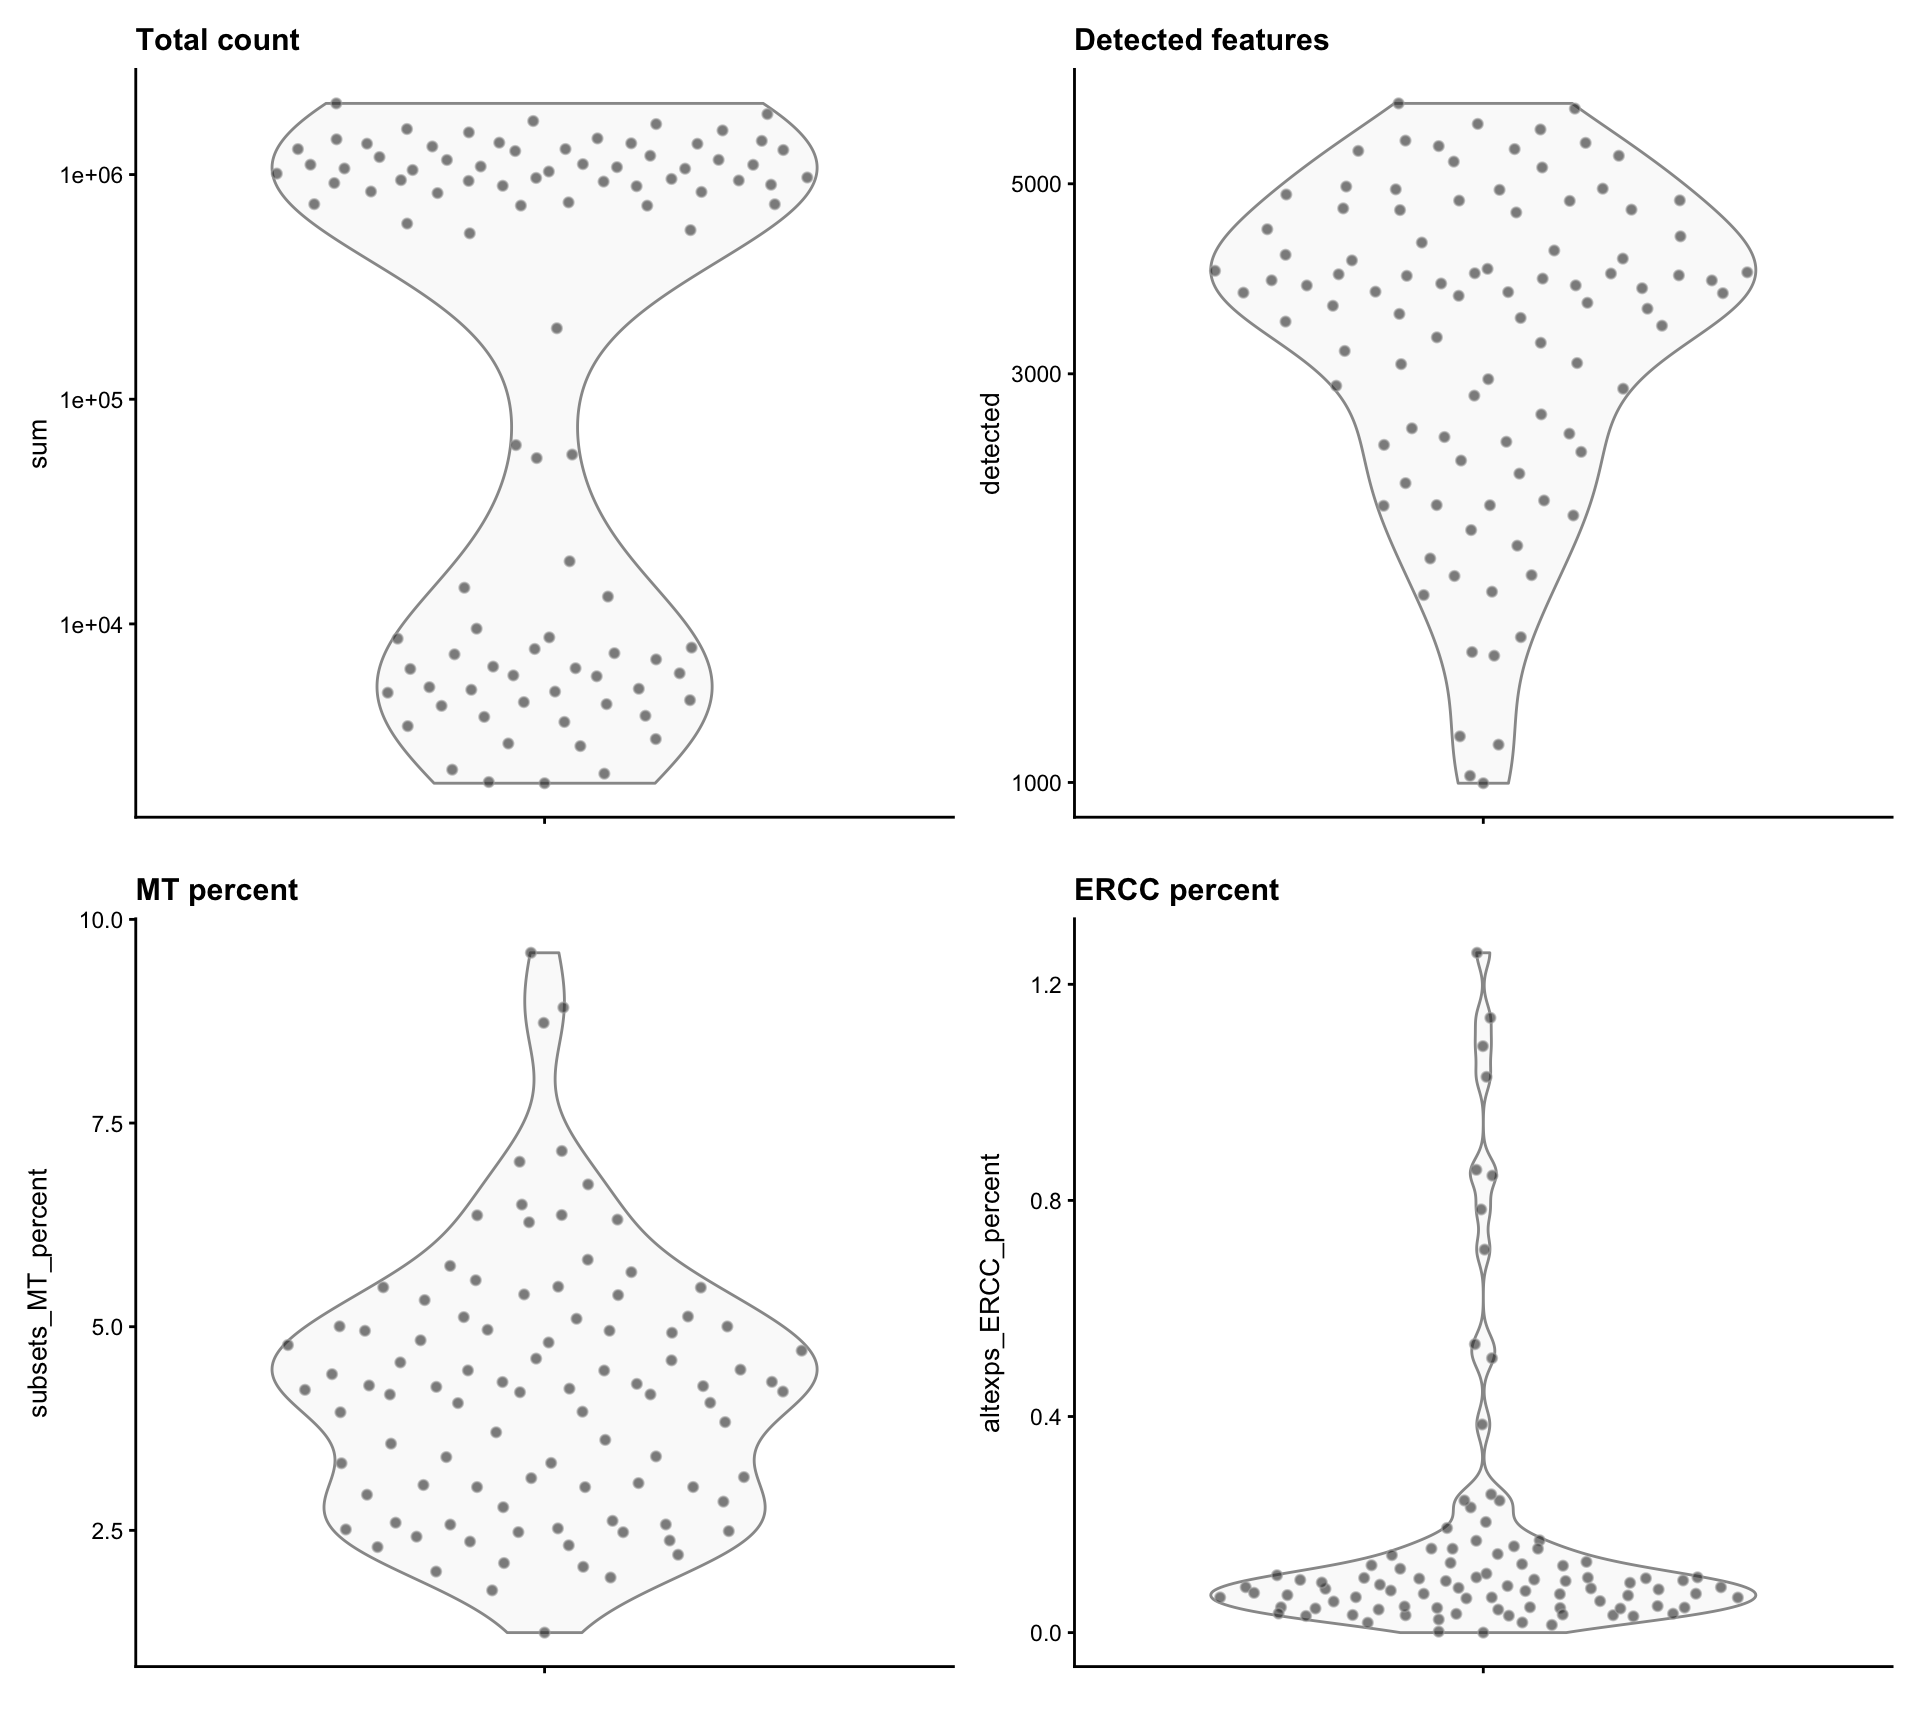 Total count
sum
1e+06
1e+05
1e+04
Detected features
detected
5000
3000
1000
MT percent
subsets_MT_percent
10.0
7.5
5.0
2.5
ERCC percent
altexps_ERCC_percent
1.2
0.8
0.4
0.0